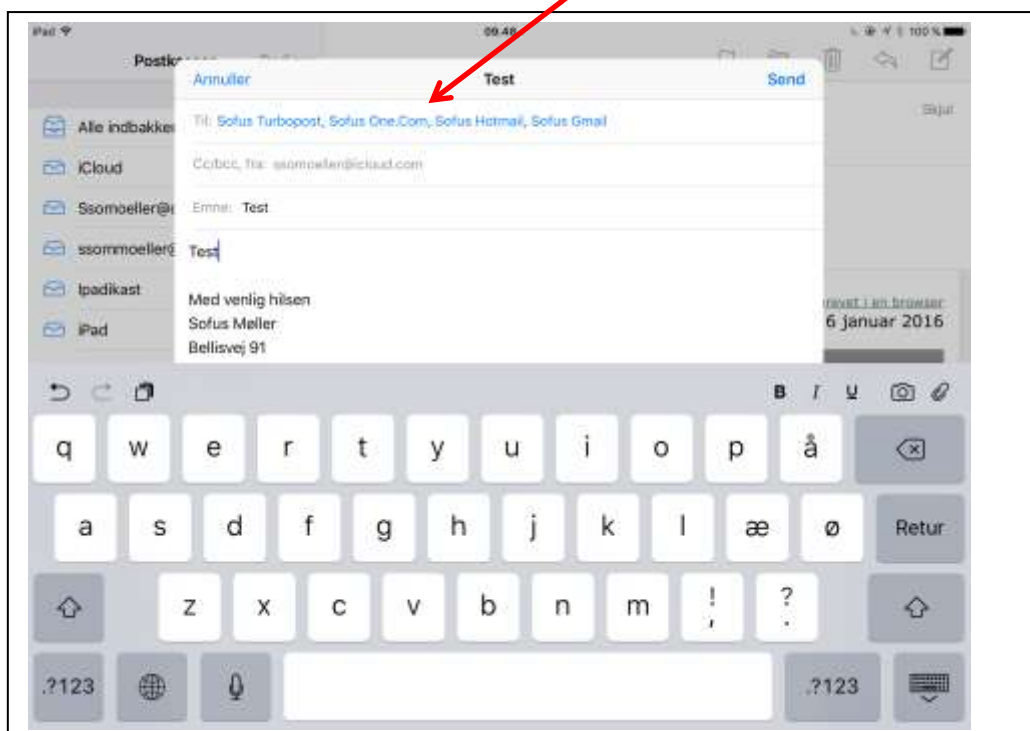 iPad
09.48
100 %
Annuller
Test
Send
Skjul
Til: Sofus Turbopost, Sofus One.Com, Sofus Hotmail, Sofus Gmail
Alle indbakker
Cc/bcc, fra: ssomoeller@icloud.com
iCloud
Ssomoeller@
Emne: Test
ssommoeller@
Test
Ipadikast
Med venlig hilsen
i en browser
iPad
Sofus Møller
6 januar 2016
Bellisvej 91
B I U
q w e r t y u i o p å
a s d f g h j k l æ ø Retur
z x c v b n m ! , ? .
.?123 .?123